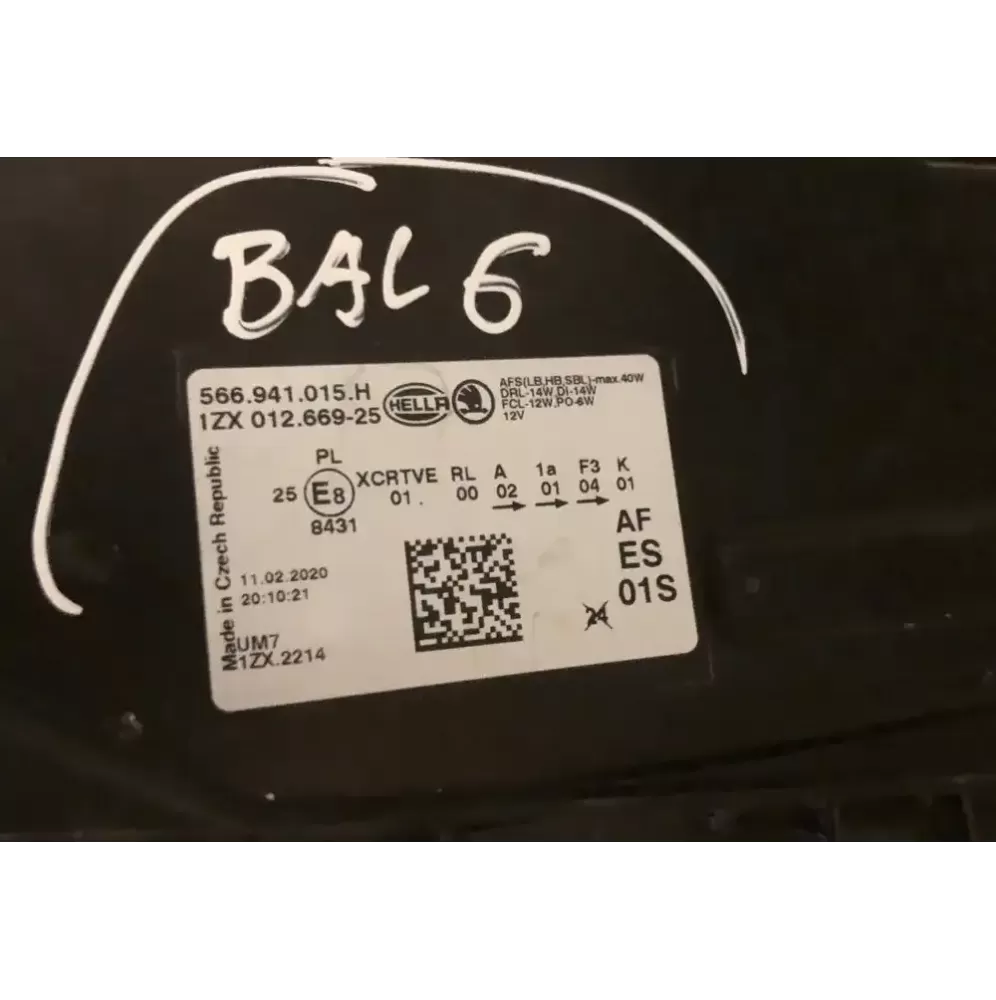 BAL 6
566.941.015.H
1ZX 012.669-25
HELLA
AFS(LB,HB,SBL)-max.40W
DRL-14W,DI-14W
FCL-12W,PO-6W
12V
Made in Czech Republic
PL
25 E8 XCRTVE RL A 1a F3 K
8431 01. 00 02 01 04 01
AF
ES
01S
11.02.2020
20:10:21
24
UM7
1ZX.2214